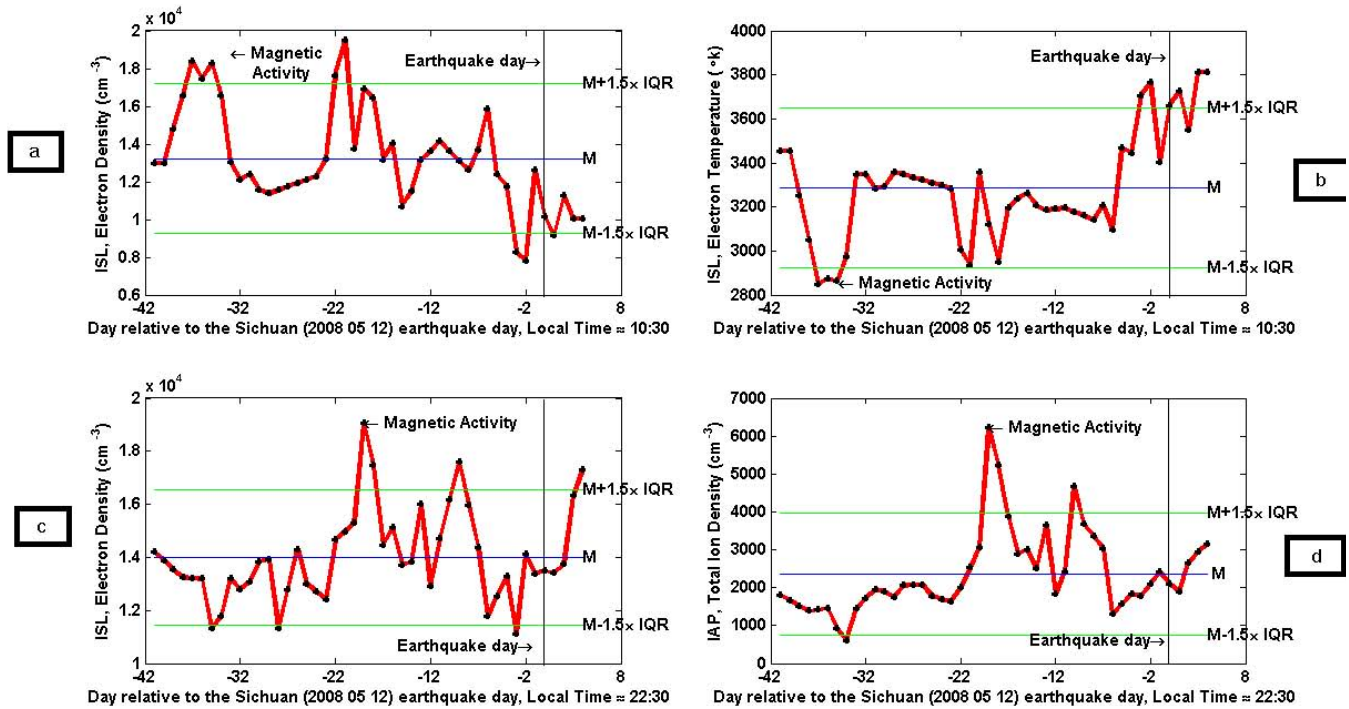 a
x 10⁴
2
1.8
1.6
1.4
1.2
1
0.8
0.6
-42 -32 -22 -12 -2 8
ISL, Electron Density (cm⁻³)
← Magnetic Activity
Earthquake day→
M+1.5× IQR
M
M-1.5× IQR
Day relative to the Sichuan (2008 05 12) earthquake day, Local Time ≈ 10:30
b
4000
3800
3600
3400
3200
3000
2800
-42 -32 -22 -12 -2 8
ISL, Electron Temperature (∘k)
Earthquake day→
M+1.5× IQR
M
M-1.5× IQR
← Magnetic Activity
Day relative to the Sichuan (2008 05 12) earthquake day, Local Time ≈ 10:30
c
x 10⁴
2
1.8
1.6
1.4
1.2
1
-42 -32 -22 -12 -2 8
ISL, Electron Density (cm⁻³)
← Magnetic Activity
M+1.5× IQR
M
M-1.5× IQR
Earthquake day→
Day relative to the Sichuan (2008 05 12) earthquake day, Local Time ≈ 22:30
d
7000
6000
5000
4000
3000
2000
1000
0
-42 -32 -22 -12 -2 8
IAP, Total Ion Density (cm⁻³)
← Magnetic Activity
M+1.5× IQR
M
M-1.5× IQR
Earthquake day→
Day relative to the Sichuan (2008 05 12) earthquake day, Local Time ≈ 22:30